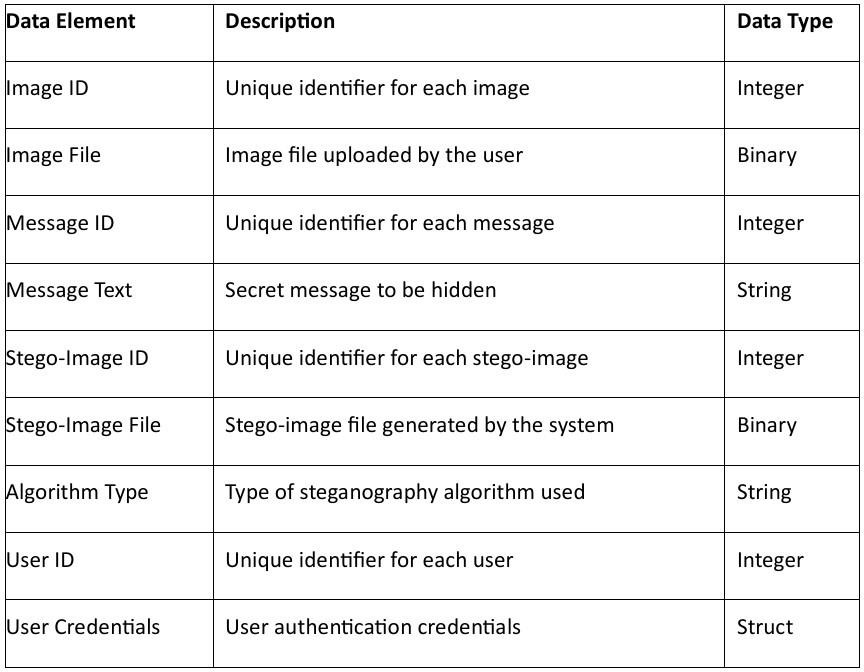 Data Element Description Data Type
Image ID Unique identifier for each image Integer
Image File Image file uploaded by the user Binary
Message ID Unique identifier for each message Integer
Message Text Secret message to be hidden String
Stego-Image ID Unique identifier for each stego-image Integer
Stego-Image File Stego-image file generated by the system Binary
Algorithm Type Type of steganography algorithm used String
User ID Unique identifier for each user Integer
User Credentials User authentication credentials Struct